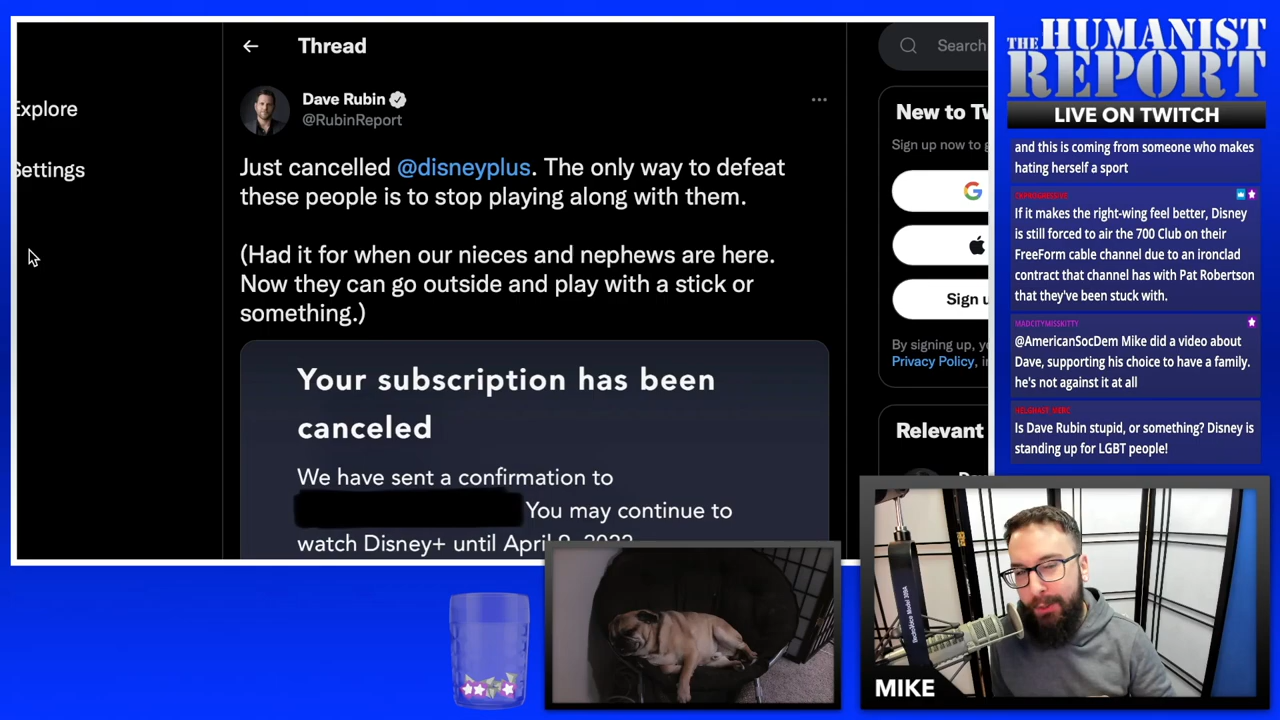 Explore
Settings
Thread
Dave Rubin
@RubinReport
Just cancelled @disneyplus. The only way to defeat
these people is to stop playing along with them.
(Had it for when our nieces and nephews are here.
Now they can go outside and play with a stick or
something.)
Your subscription has been
canceled
We have sent a confirmation to
You may continue to
watch Disney+ until April
Search
New to Tw
Sign up now to g
G
Sign u
By signing up, y
Privacy Policy, in
Relevant
THE HUMANIST
REPORT
LIVE ON TWITCH
and this is coming from someone who makes
hating herself a sport
If it makes the right-wing feel better, Disney
is still forced to air the 700 Club on their
FreeForm cable channel due to an ironclad
contract that channel has with Pat Robertson
that they've been stuck with.
MADCITYMISSKITTY
@AmericanSocDem Mike did a video about
Dave, supporting his choice to have a family.
he's not against it at all
Is Dave Rubin stupid, or something? Disney is
standing up for LGBT people!
MIKE